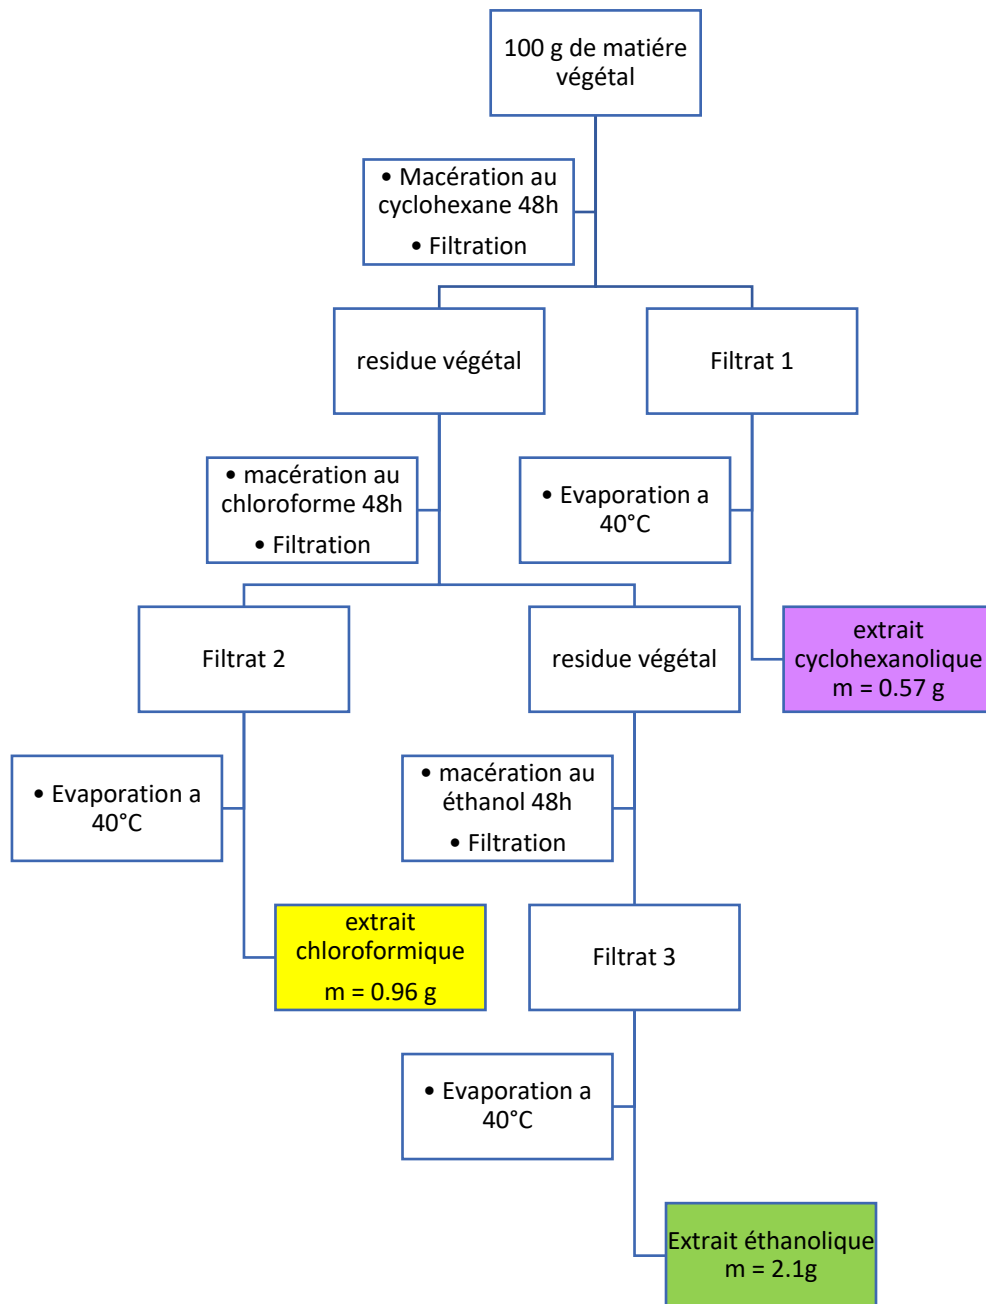 100 g de matiére
végétal
• Macération au
cyclohexane 48h
• Filtration
residue végétal
Filtrat 1
• macération au
chloroforme 48h
• Filtration
• Evaporation a
40°C
Filtrat 2
residue végétal
extrait
cyclohexanolique
m = 0.57 g
• Evaporation a
40°C
• macération au
éthanol 48h
• Filtration
extrait
chloroformique
m = 0.96 g
Filtrat 3
• Evaporation a
40°C
Extrait éthanolique
m = 2.1g